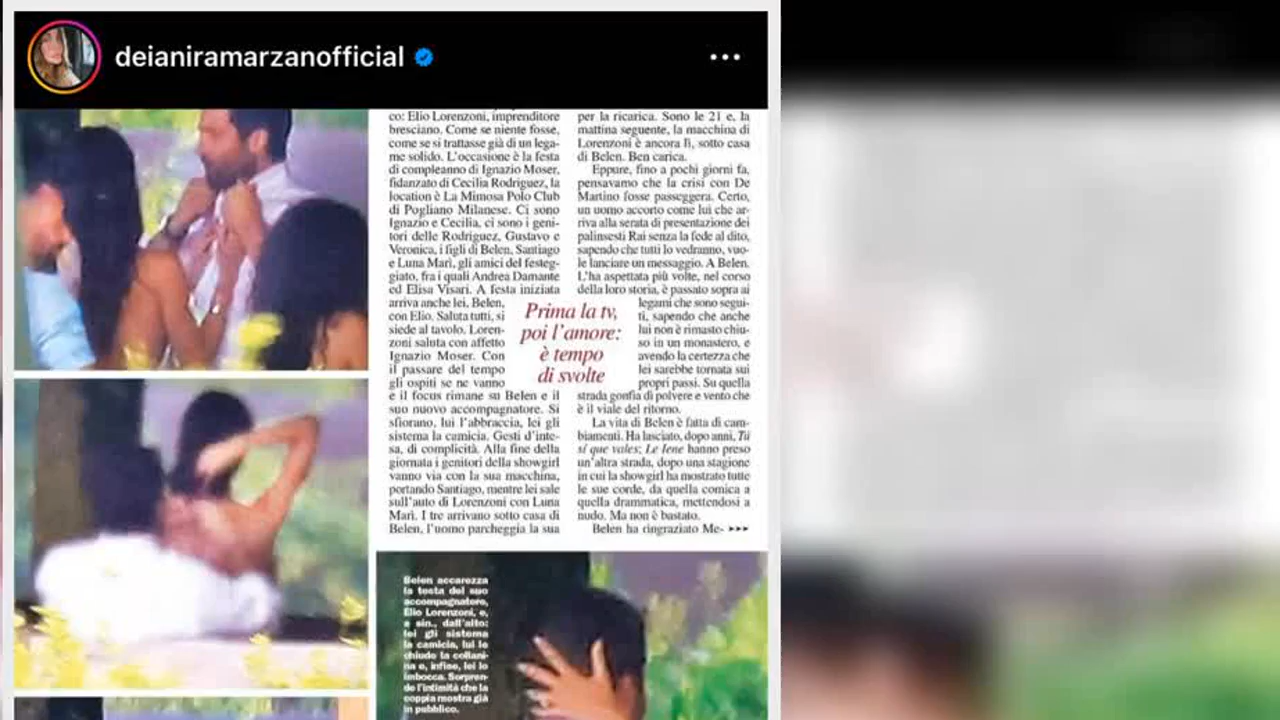 deianiramarzanofficial
co: Elio Lorenzoni, imprenditore
bresciano. Come se niente fosse,
come se si trattasse già di un lega-
me solido. L'occasione è la festa
di compleanno di Ignazio Moser,
fidanzato di Cecilia Rodriguez, la
location è La Mimosa Polo Club
di Pogliano Milanese. Ci sono
Ignazio e Cecilia, ci sono i geni-
tori delle Rodriguez, Gustavo e
Veronica, i figli di Belen, Santiago
e Luna Marì, gli amici del festeg-
giato, fra i quali Andrea Damante
ed Elisa Visari. A festa iniziata
arriva anche lei, Belen,
con Elio. Saluta tutti, si
siede al tavolo. Loren-
zoni saluta con affetto
Ignazio Moser. Con
il passare del tempo
gli ospiti se ne vanno
e il focus rimane su Belen e il
suo nuovo accompagnatore. Si
sfiorano, lui l'abbraccia, lei gli
sistema la camicia. Gesti d'inte-
sa, di complicità. Alla fine della
giornata i genitori della showgirl
vanno via con la sua macchina,
portando Santiago, mentre lei sale
sull'auto di Lorenzoni con Luna
Marì. I tre arrivano sotto casa di
Belen, l'uomo parcheggia la sua
per la ricarica. Sono le 21 e, la
mattina seguente, la macchina di
Lorenzoni è ancora lì, sotto casa
di Belen. Ben carica.
Eppure, fino a pochi giorni fa,
pensavamo che la crisi con De
Martino fosse passeggera. Certo,
un uomo accorto come lui che ar-
riva alla serata di presentazione dei
palinsesti Rai senza la fede al dito,
sapendo che tutti lo vedranno, vuo-
le lanciare un messaggio. A Belen.
L'ha aspettata più volte, nel corso
della loro storia, è passato sopra ai
legami che sono segui-
ti, sapendo che anche
lui non è rimasto chiu-
so in un monastero, e
avendo la certezza che
lei sarebbe tornata sui
propri passi. Su quella
strada gonfia di polvere e vento che
è il viale del ritorno.
La vita di Belen è fatta di cam-
biamenti. Ha lasciato, dopo anni, Tú
sí que vales; Le Iene hanno preso
un'altra strada, dopo una stagione
in cui la showgirl ha mostrato tutte
le sue corde, da quella comica a
quella drammatica, mettendosi a
nudo. Ma non è bastato.
Belen ha ringraziato Me-
Prima la tv,
poi l'amore:
è tempo
di svolte
Belen accarezza
la testa del suo
accompagnatore,
Elio Lorenzoni, e,
a sin., dall'alto:
lei gli sistema
la camicia, lui le
chiude la collani-
na e, infine, lei lo
imbocca. Sorpren-
de l'intimità che la
coppia mostra già
in pubblico.